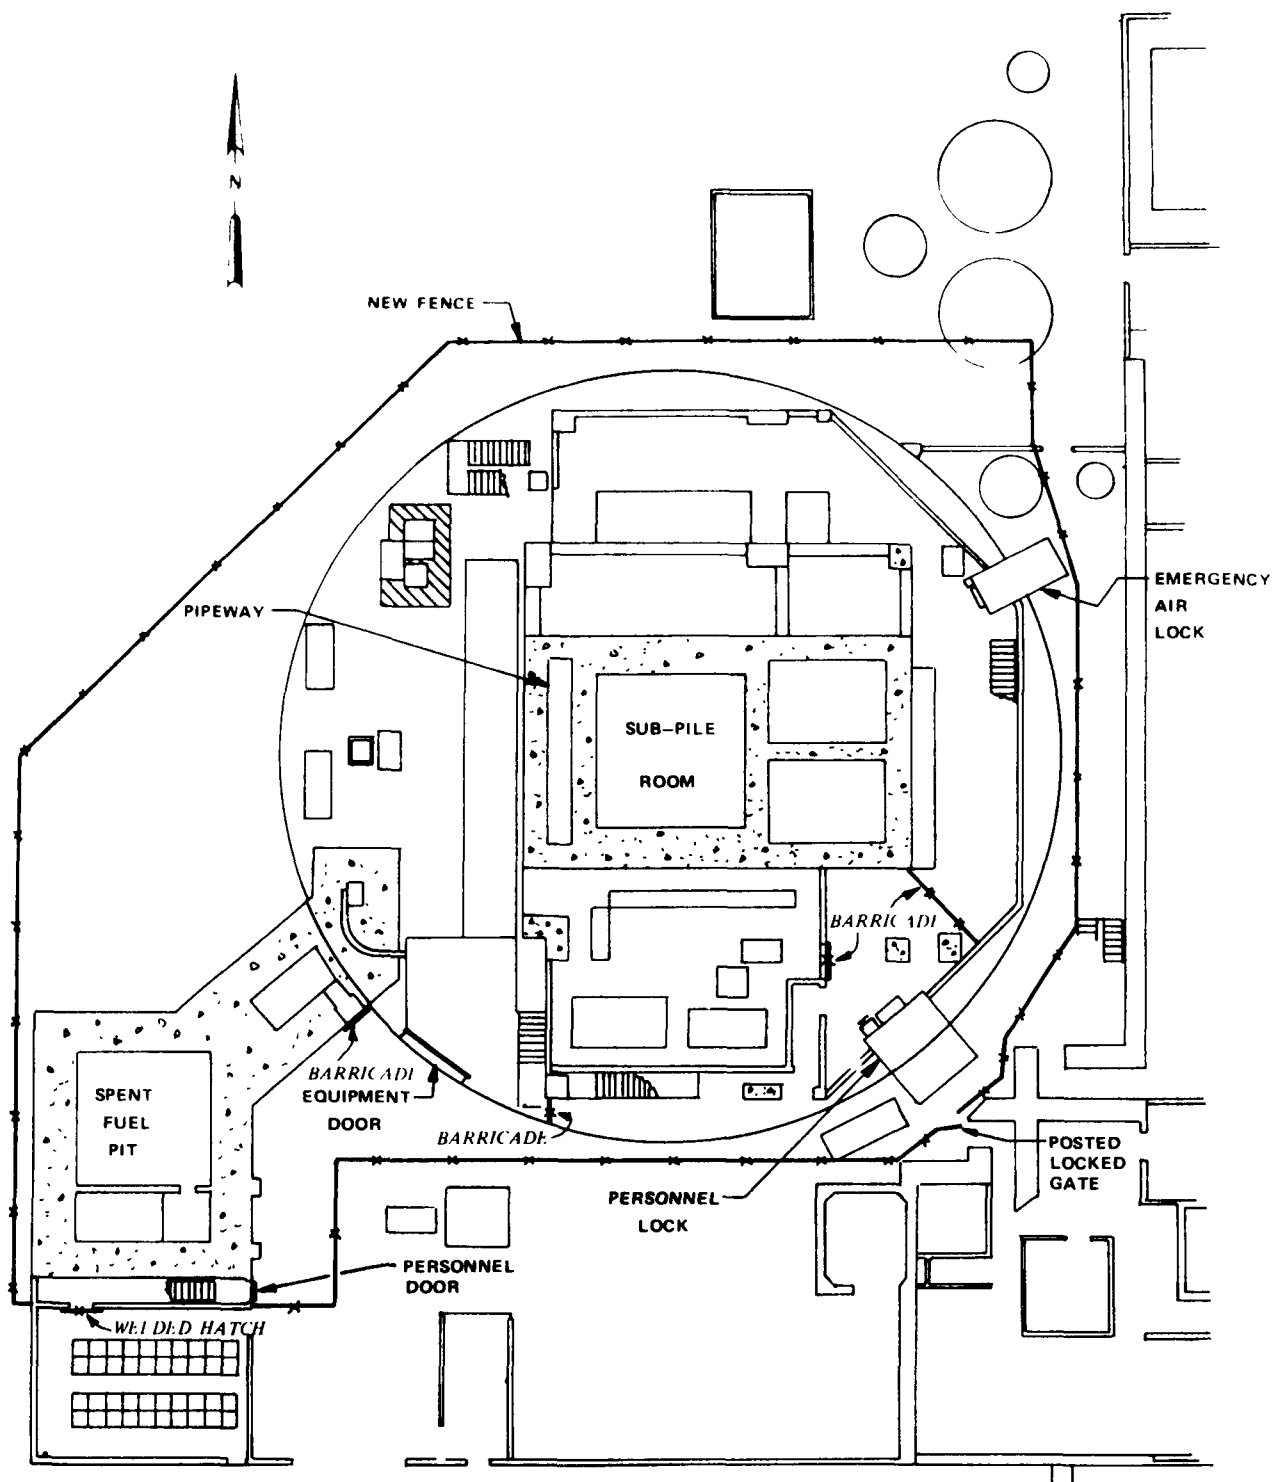 N
NEW FENCE
PIPEWAY
EMERGENCY
AIR
LOCK
SUB-PILE
ROOM
BARRICADE
BARRICADE
EQUIPMENT
DOOR
BARRICADE
SPENT
FUEL
PIT
POSTED
LOCKED
GATE
PERSONNEL
LOCK
PERSONNEL
DOOR
WELDED HATCH